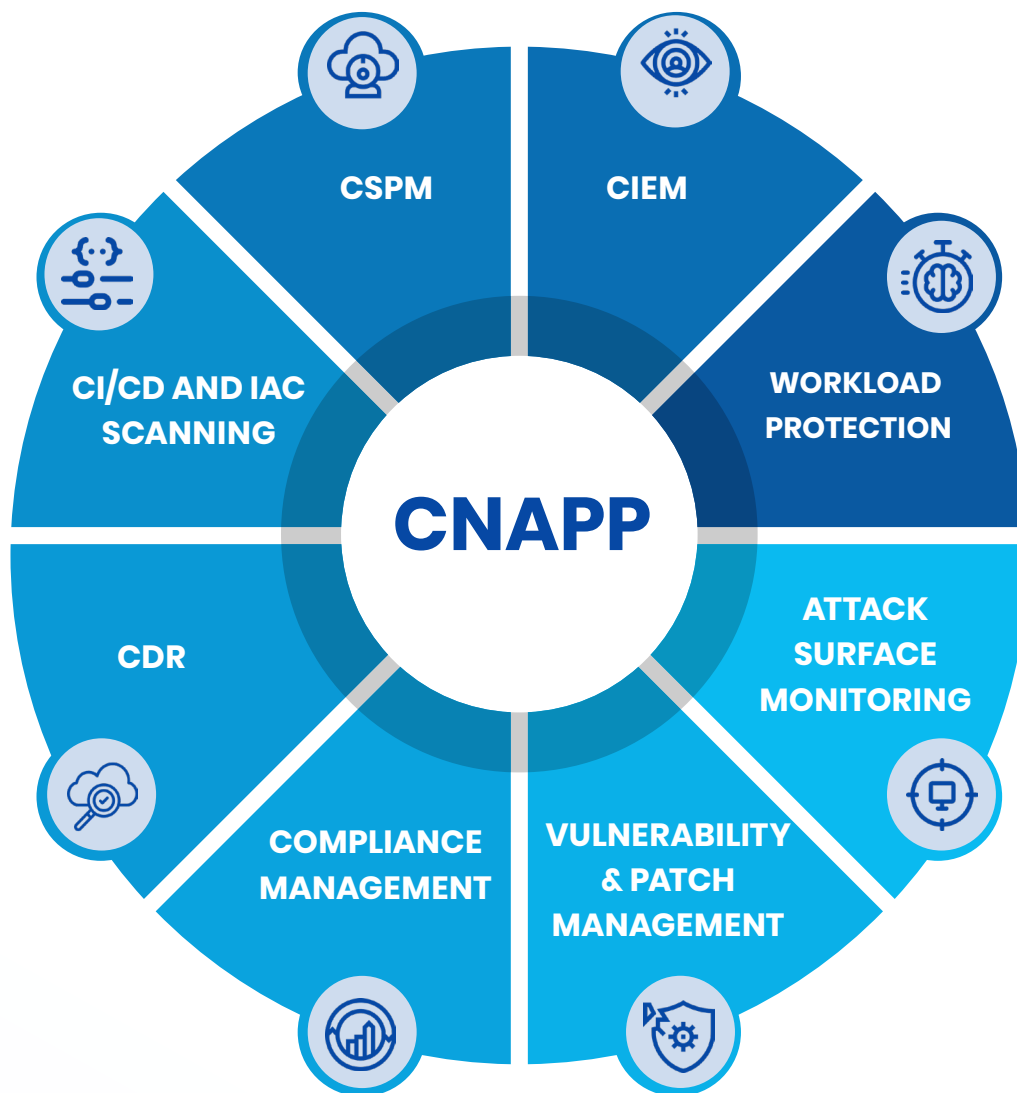 CSPM
CIEM
WORKLOAD
PROTECTION
ATTACK
SURFACE
MONITORING
VULNERABILITY
& PATCH
MANAGEMENT
COMPLIANCE
MANAGEMENT
CDR
CI/CD AND IAC
SCANNING
CNAPP